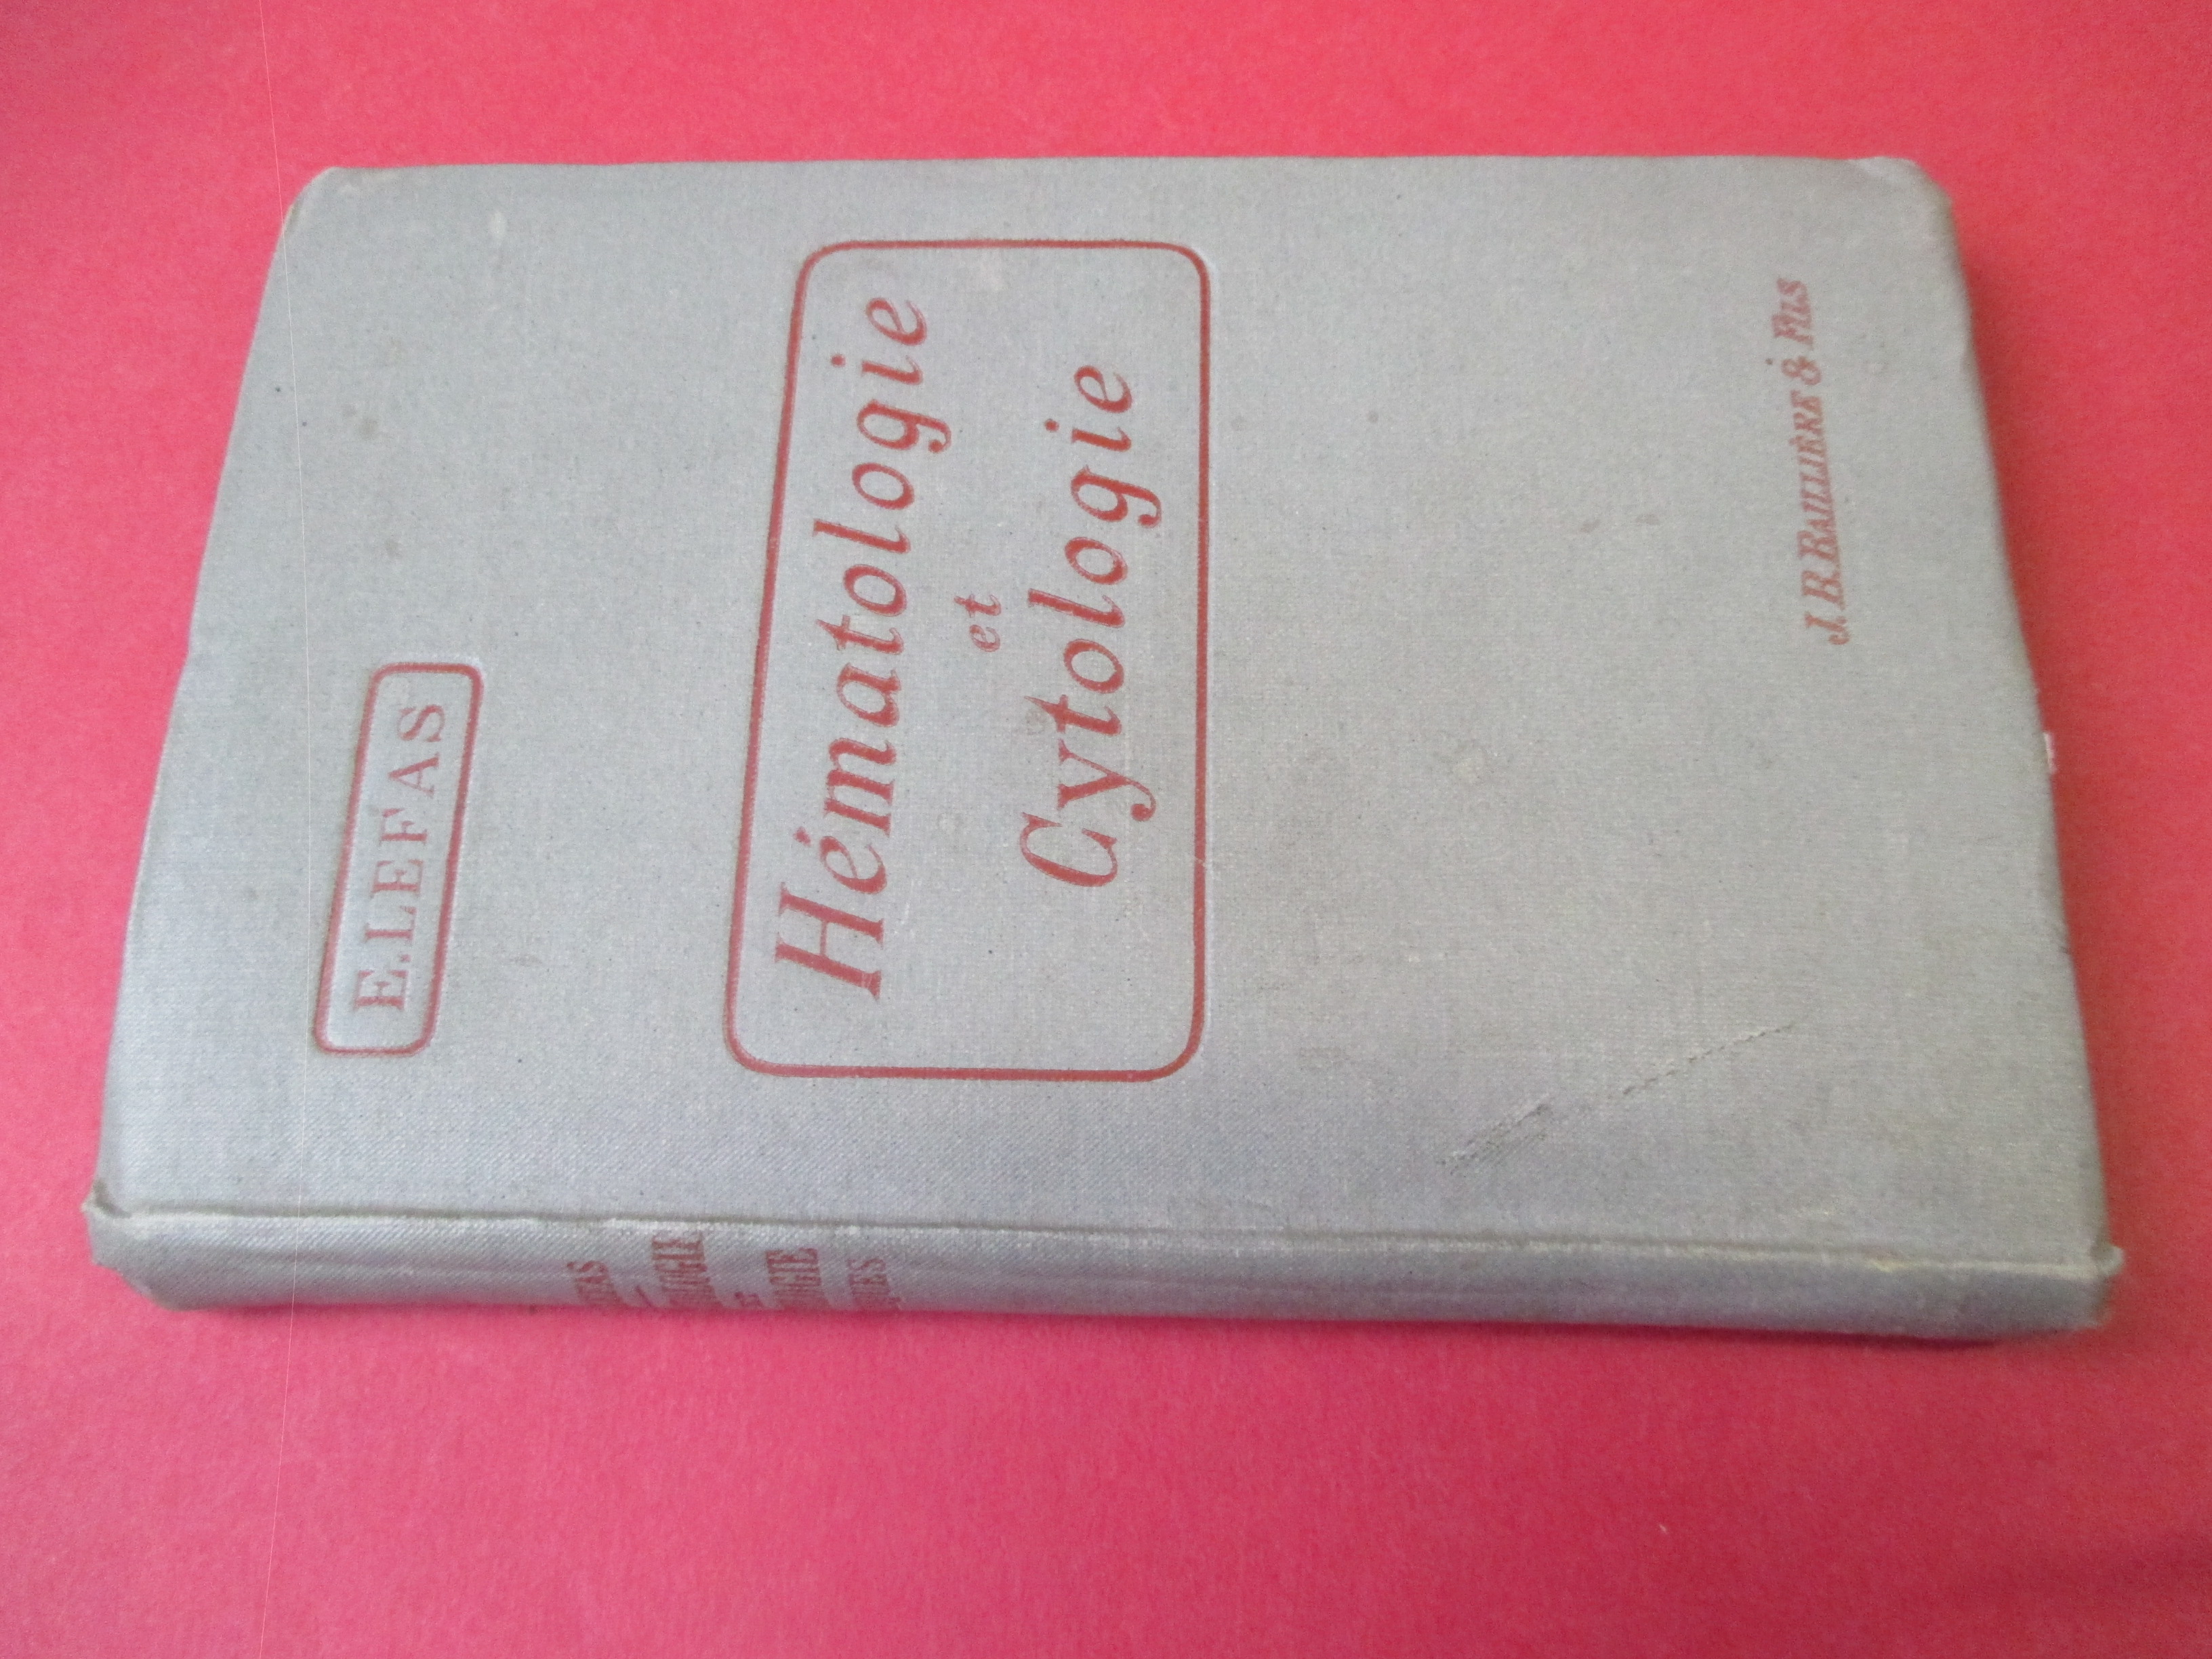 E. LEFAS
Hématologie
et
Cytologie
J. B. BAILLIÈRE & FILS